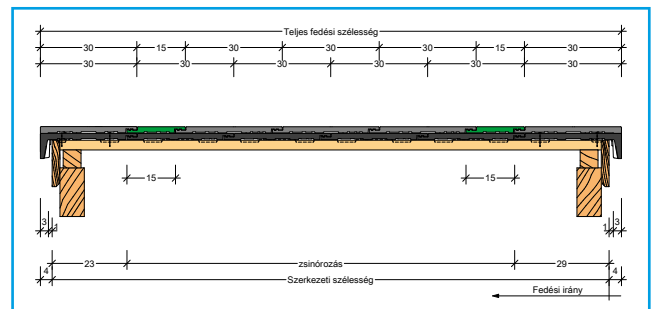 Teljes fedési szélesség
30 15 30 30 30 15 30
30 30 30 30 30 30
15 15
3 1 1 3
23 zsinórozás 29
4 Szerkezeti szélesség 4
Fedési irány